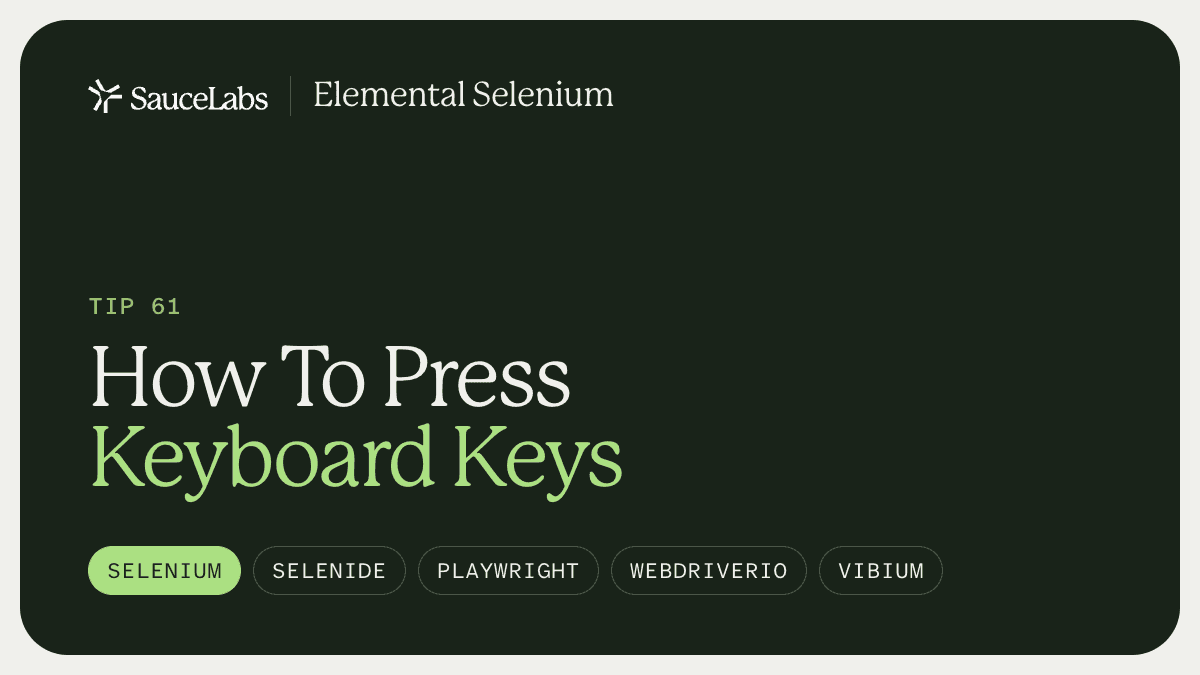 SauceLabs | Elemental Selenium
TIP 61
How To Press
Keyboard Keys
SELENIUM SELENIDE PLAYWRIGHT WEBDRIVERIO VIBIUM